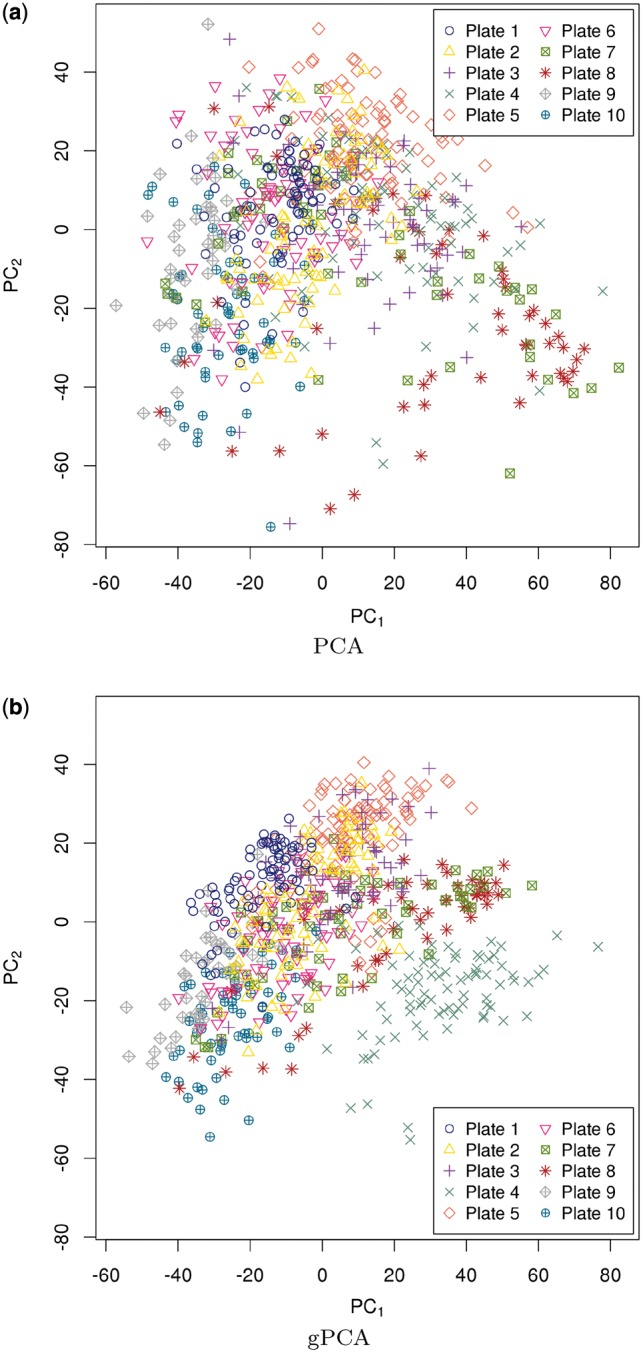 (a)
Plate 1 Plate 6
Plate 2 Plate 7
Plate 3 Plate 8
Plate 4 Plate 9
Plate 5 Plate 10
40
20
0
-20
-40
-60
-80
PC2
-60 -40 -20 0 20 40 60 80
PC1
PCA
(b)
40
20
0
-20
-40
-60
-80
PC2
Plate 1 Plate 6
Plate 2 Plate 7
Plate 3 Plate 8
Plate 4 Plate 9
Plate 5 Plate 10
-60 -40 -20 0 20 40 60 80
PC1
gPCA